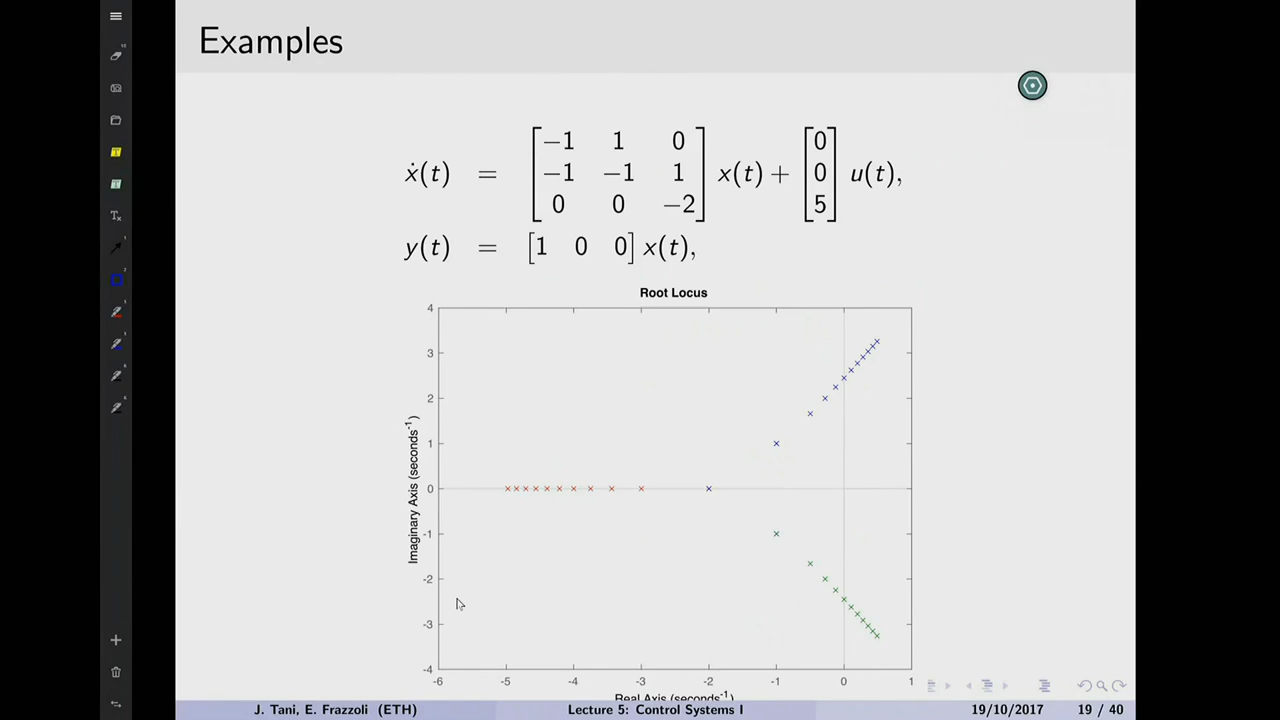 Examples
ẋ(t) = [−1 1 0; −1 −1 1; 0 0 −2] x(t) + [0; 0; 5] u(t),
y(t) = [1 0 0] x(t),
Root Locus
Imaginary Axis (seconds⁻¹)
4
3
2
1
0
-1
-2
-3
-4
-6 -5 -4 -3 -2 -1 0 1
Real Axis (seconds⁻¹)
J. Tani, E. Frazzoli (ETH) Lecture 5: Control Systems I 19/10/2017 19 / 40